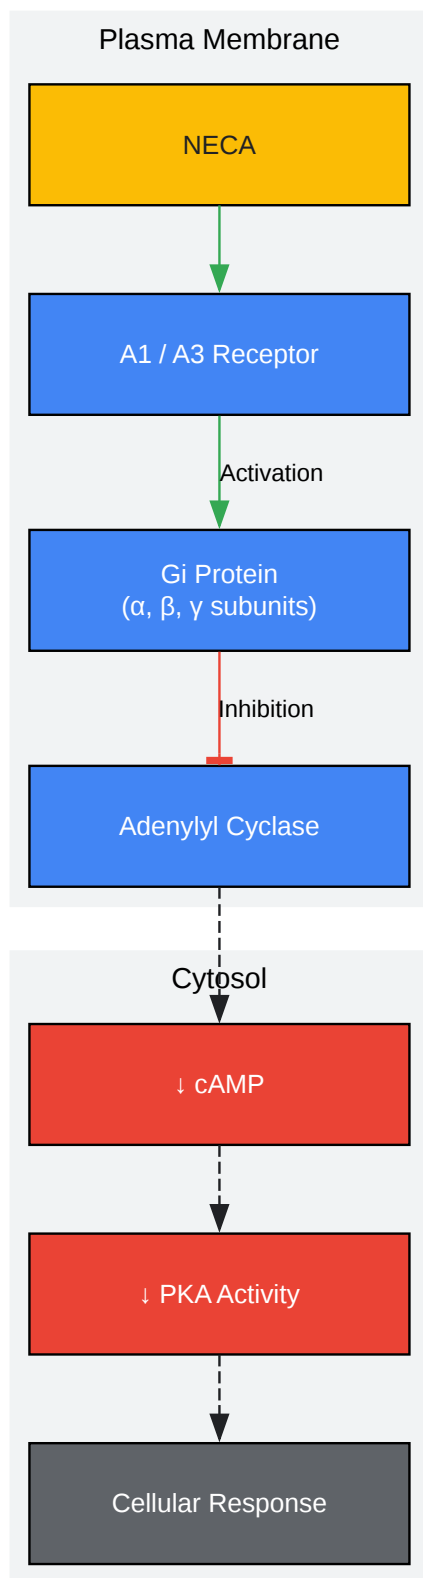 Plasma Membrane
NECA
A1 / A3 Receptor
Activation
Gi Protein
(α, β, γ subunits)
Inhibition
Adenylyl Cyclase
Cytosol
↓ cAMP
↓ PKA Activity
Cellular Response